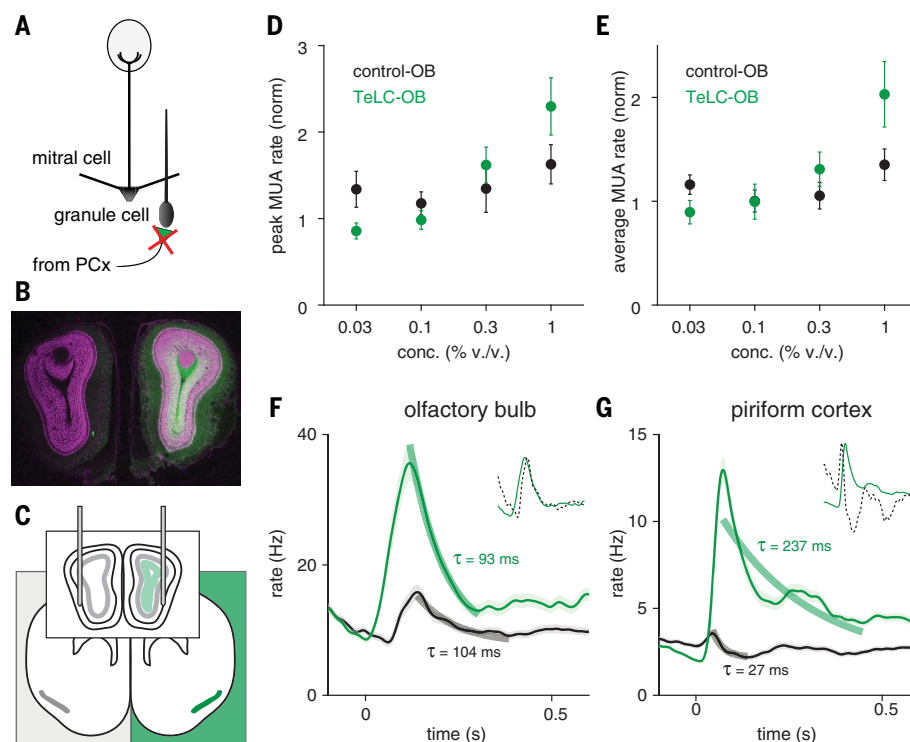 A
mitral cell
granule cell
from PCx
B
C
D
control-OB
TeLC-OB
peak MUA rate (norm)
3
2
1
0
0.03 0.1 0.3 1
conc. (% v./v.)
E
control-OB
TeLC-OB
average MUA rate (norm)
2
1
0
0.03 0.1 0.3 1
conc. (% v./v.)
F olfactory bulb
rate (Hz)
40
20
0
τ = 93 ms
τ = 104 ms
0 0.5
time (s)
G piriform cortex
rate (Hz)
15
10
5
0
τ = 237 ms
τ = 27 ms
0 0.5
time (s)